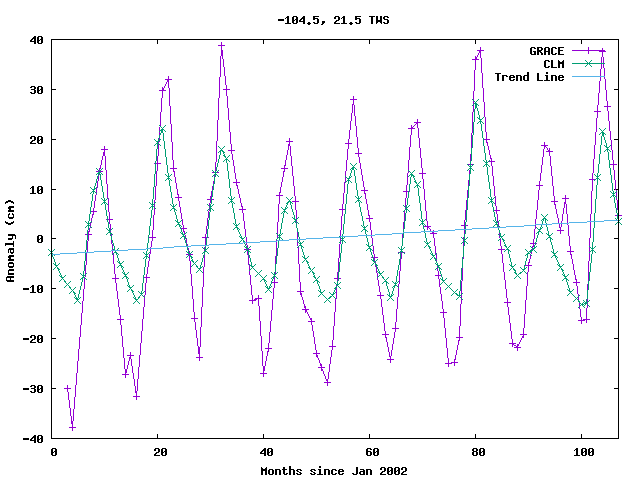 -104.5, 21.5 TWS
GRACE
CLM
Trend Line
40
30
20
10
0
-10
-20
-30
-40
Anomaly (cm)
0 20 40 60 80 100
Months since Jan 2002